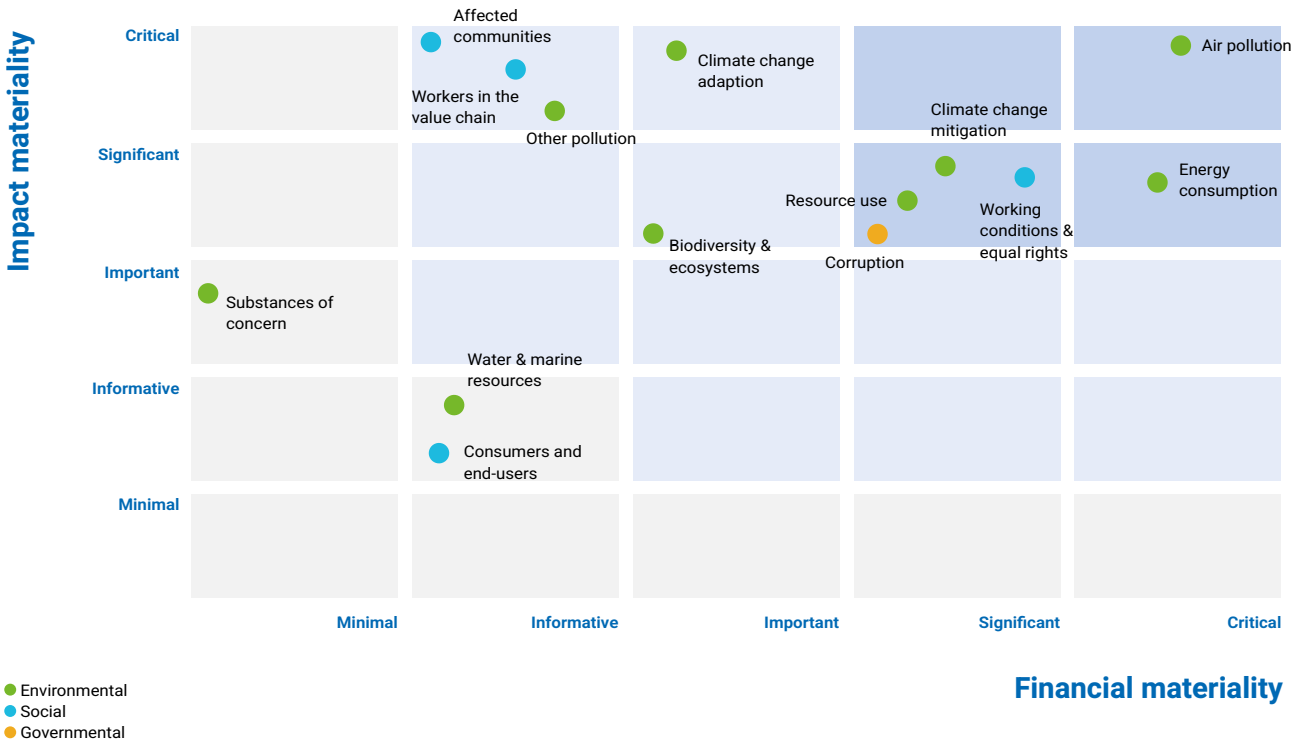 Impact materiality
Critical
Significant
Important
Informative
Minimal
Affected
communities
Workers in the
value chain
Other pollution
Climate change
adaption
Climate change
mitigation
Air pollution
Energy
consumption
Resource use
Working
conditions &
equal rights
Corruption
Biodiversity &
ecosystems
Substances of
concern
Water & marine
resources
Consumers and
end-users
Minimal
Informative
Important
Significant
Critical
Financial materiality
Environmental
Social
Governmental